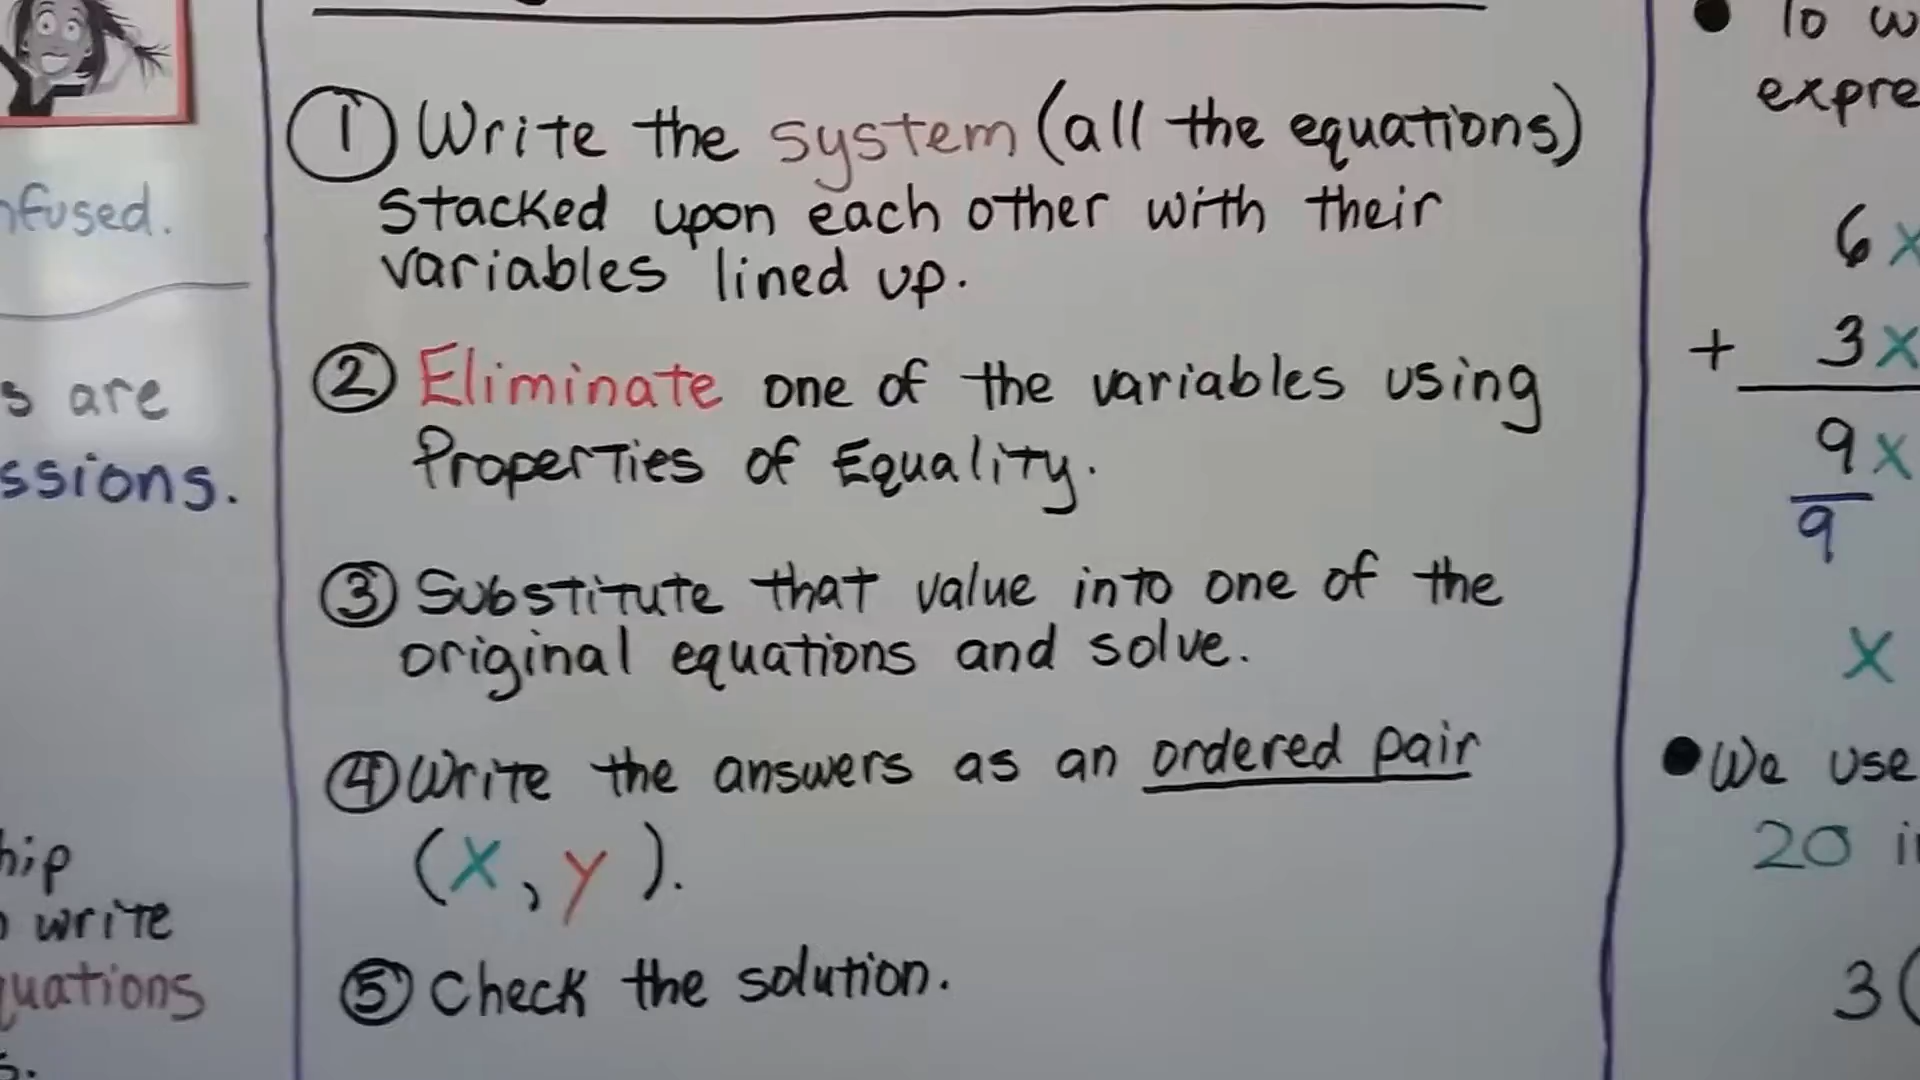 nfused.
s are
ssions.
hip
write
quations
s.
① Write the system (all the equations)
stacked upon each other with their
variables lined up.
② Eliminate one of the variables using
Properties of Equality.
③ Substitute that value into one of the
original equations and solve.
④ Write the answers as an ordered pair
(x, y).
⑤ Check the solution.
• To w
expre
6x
+ 3x
9x
9
x
• We use
20 i
3(